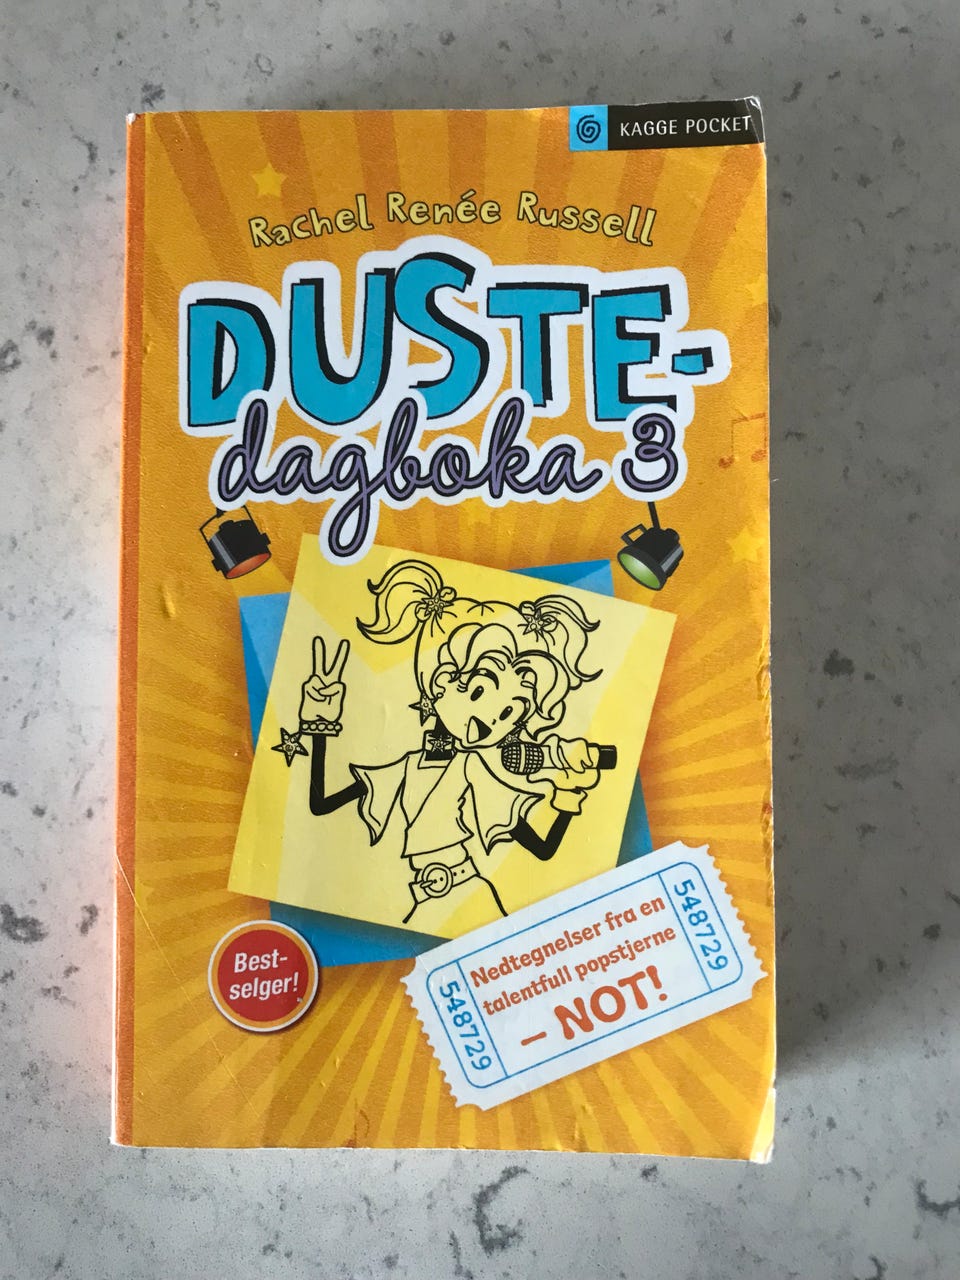 KAGGE POCKET
Rachel Renée Russell
DUSTE-
dagboka 3
Best-
selger!
Nedtegnelser fra en
talentfull popstjerne
– NOT!
548729
548729